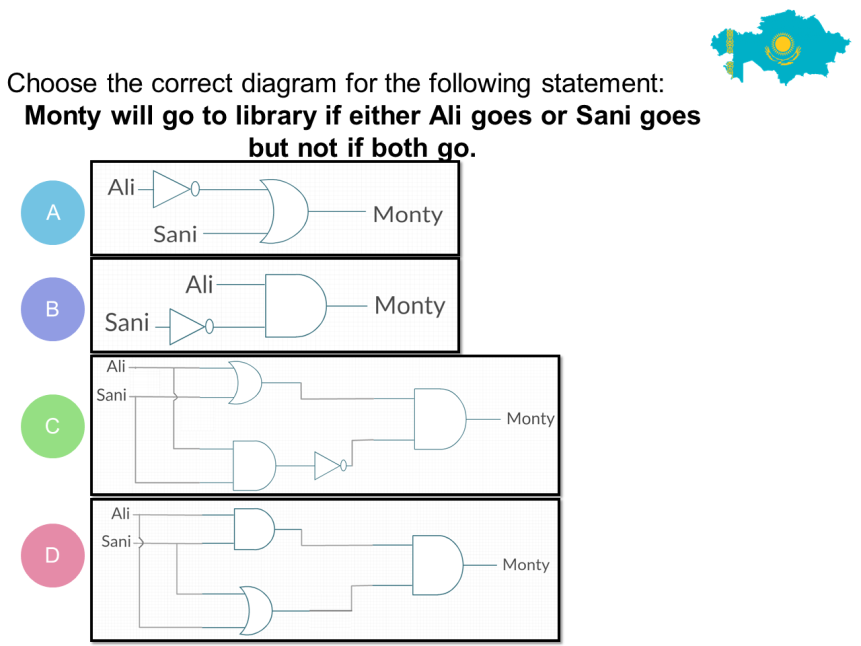 Choose the correct diagram for the following statement:
Monty will go to library if either Ali goes or Sani goes
but not if both go.
A
Ali
Monty
Sani
B
Ali
Monty
Sani
C
Ali
Sani
Monty
D
Ali
Sani
Monty